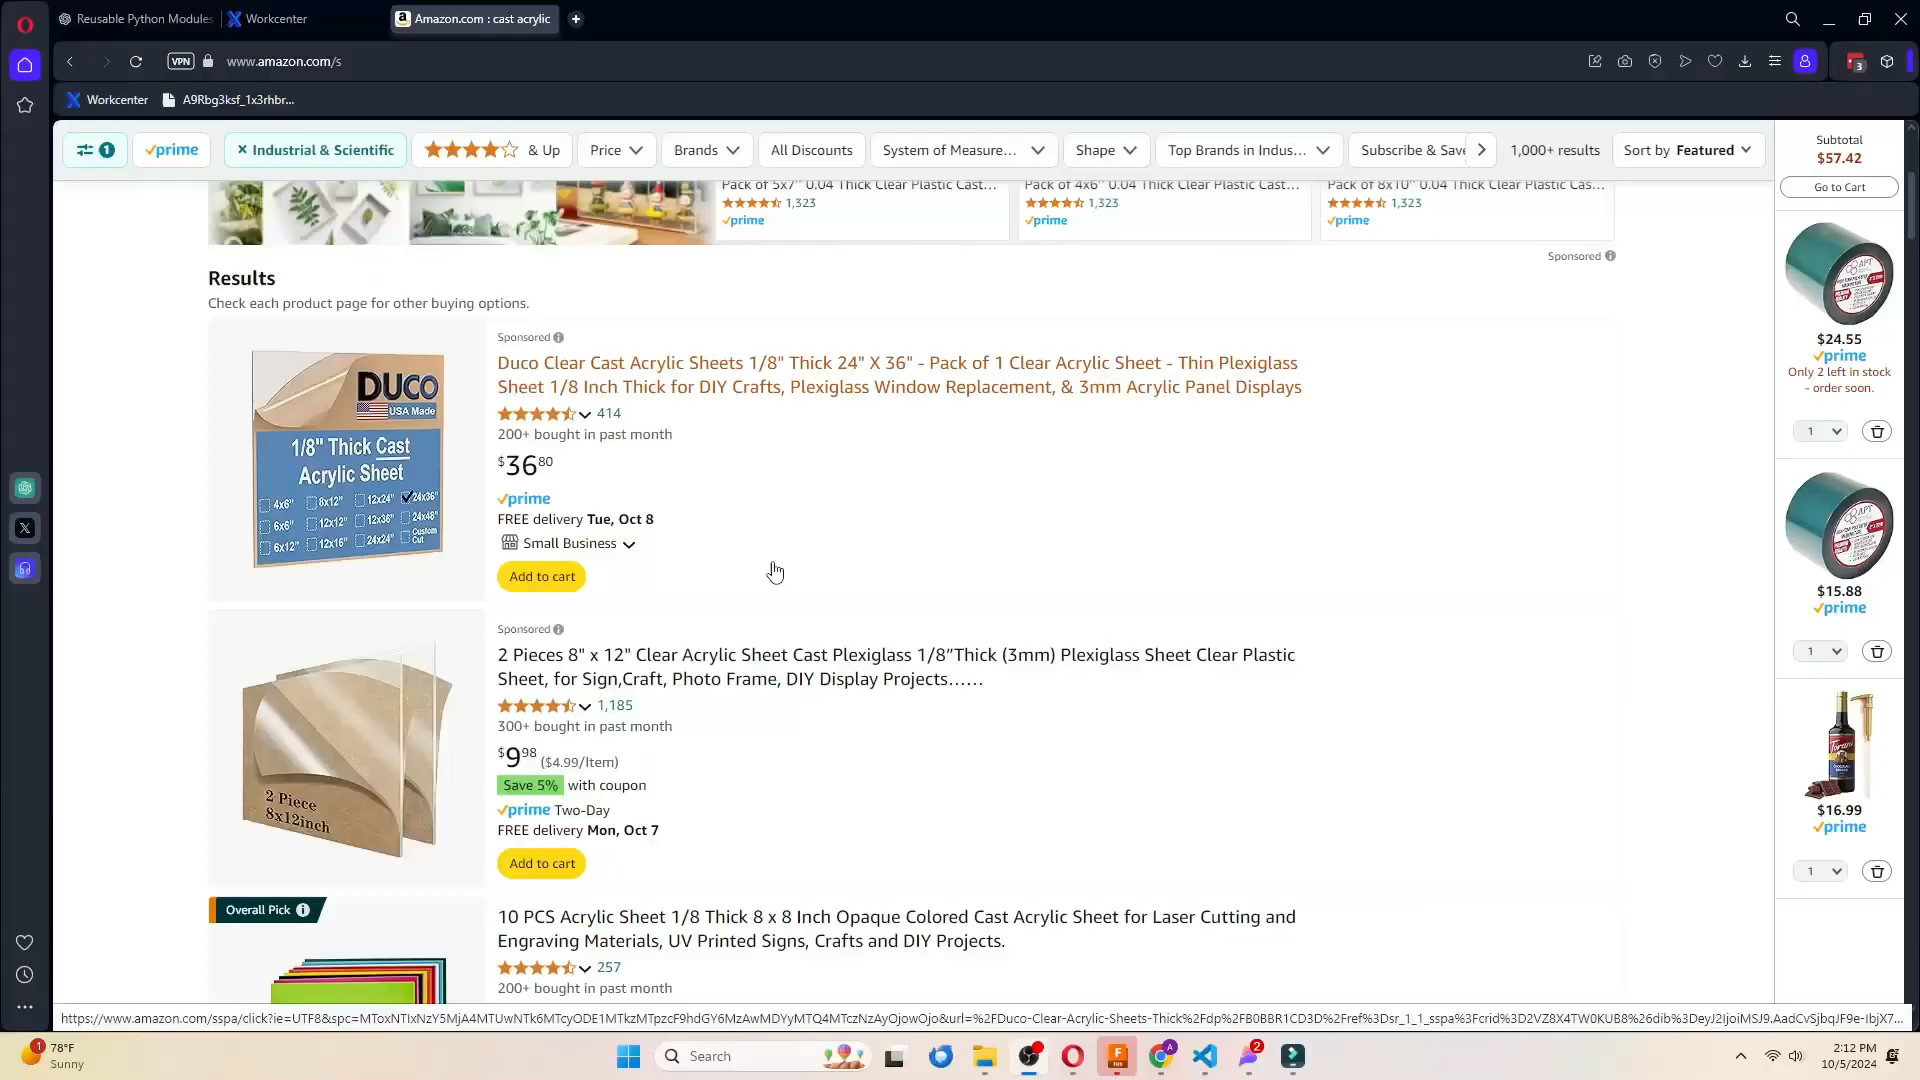 Reusable Python Modules
Workcenter
Amazon.com : cast acrylic
VPN
www.amazon.com/s
3
Workcenter
A9Rbg3ksf_1x3rhbr...
1
prime
× Industrial & Scientific
& Up
Price
Brands
All Discounts
System of Measure...
Shape
Top Brands in Indus...
Subscribe & Save
1,000+ results
Sort by Featured
Pack of 5x7" 0.04 Thick Clear Plastic Cast...
1,323
prime
Pack of 4x6" 0.04 Thick Clear Plastic Cast...
1,323
prime
Pack of 8x10" 0.04 Thick Clear Plastic Cas...
1,323
prime
Sponsored
Results
Check each product page for other buying options.
DUCO
USA Made
1/8" Thick Cast
Acrylic Sheet
4x6" 8x12" 12x24" 24x36"
6x6" 12x12" 12x36" 24x48"
6x12" 12x16" 24x24" Custom Cut
Sponsored
Duco Clear Cast Acrylic Sheets 1/8" Thick 24" X 36" - Pack of 1 Clear Acrylic Sheet - Thin Plexiglass
Sheet 1/8 Inch Thick for DIY Crafts, Plexiglass Window Replacement, & 3mm Acrylic Panel Displays
414
200+ bought in past month
$36.80
prime
FREE delivery Tue, Oct 8
Small Business
Add to cart
2 Piece
8x12inch
Sponsored
2 Pieces 8" x 12" Clear Acrylic Sheet Cast Plexiglass 1/8”Thick (3mm) Plexiglass Sheet Clear Plastic
Sheet, for Sign,Craft, Photo Frame, DIY Display Projects……
1,185
300+ bought in past month
$9.98 ($4.99/Item)
Save 5% with coupon
prime Two-Day
FREE delivery Mon, Oct 7
Add to cart
Overall Pick
10 PCS Acrylic Sheet 1/8 Thick 8 x 8 Inch Opaque Colored Cast Acrylic Sheet for Laser Cutting and
Engraving Materials, UV Printed Signs, Crafts and DIY Projects.
257
200+ bought in past month
Subtotal
$57.42
Go to Cart
APT
$24.55
prime
Only 2 left in stock
- order soon.
1
APT
$15.88
prime
1
Torani
$16.99
prime
1
1
78°F
Sunny
Search
2
2:12 PM
10/5/2024